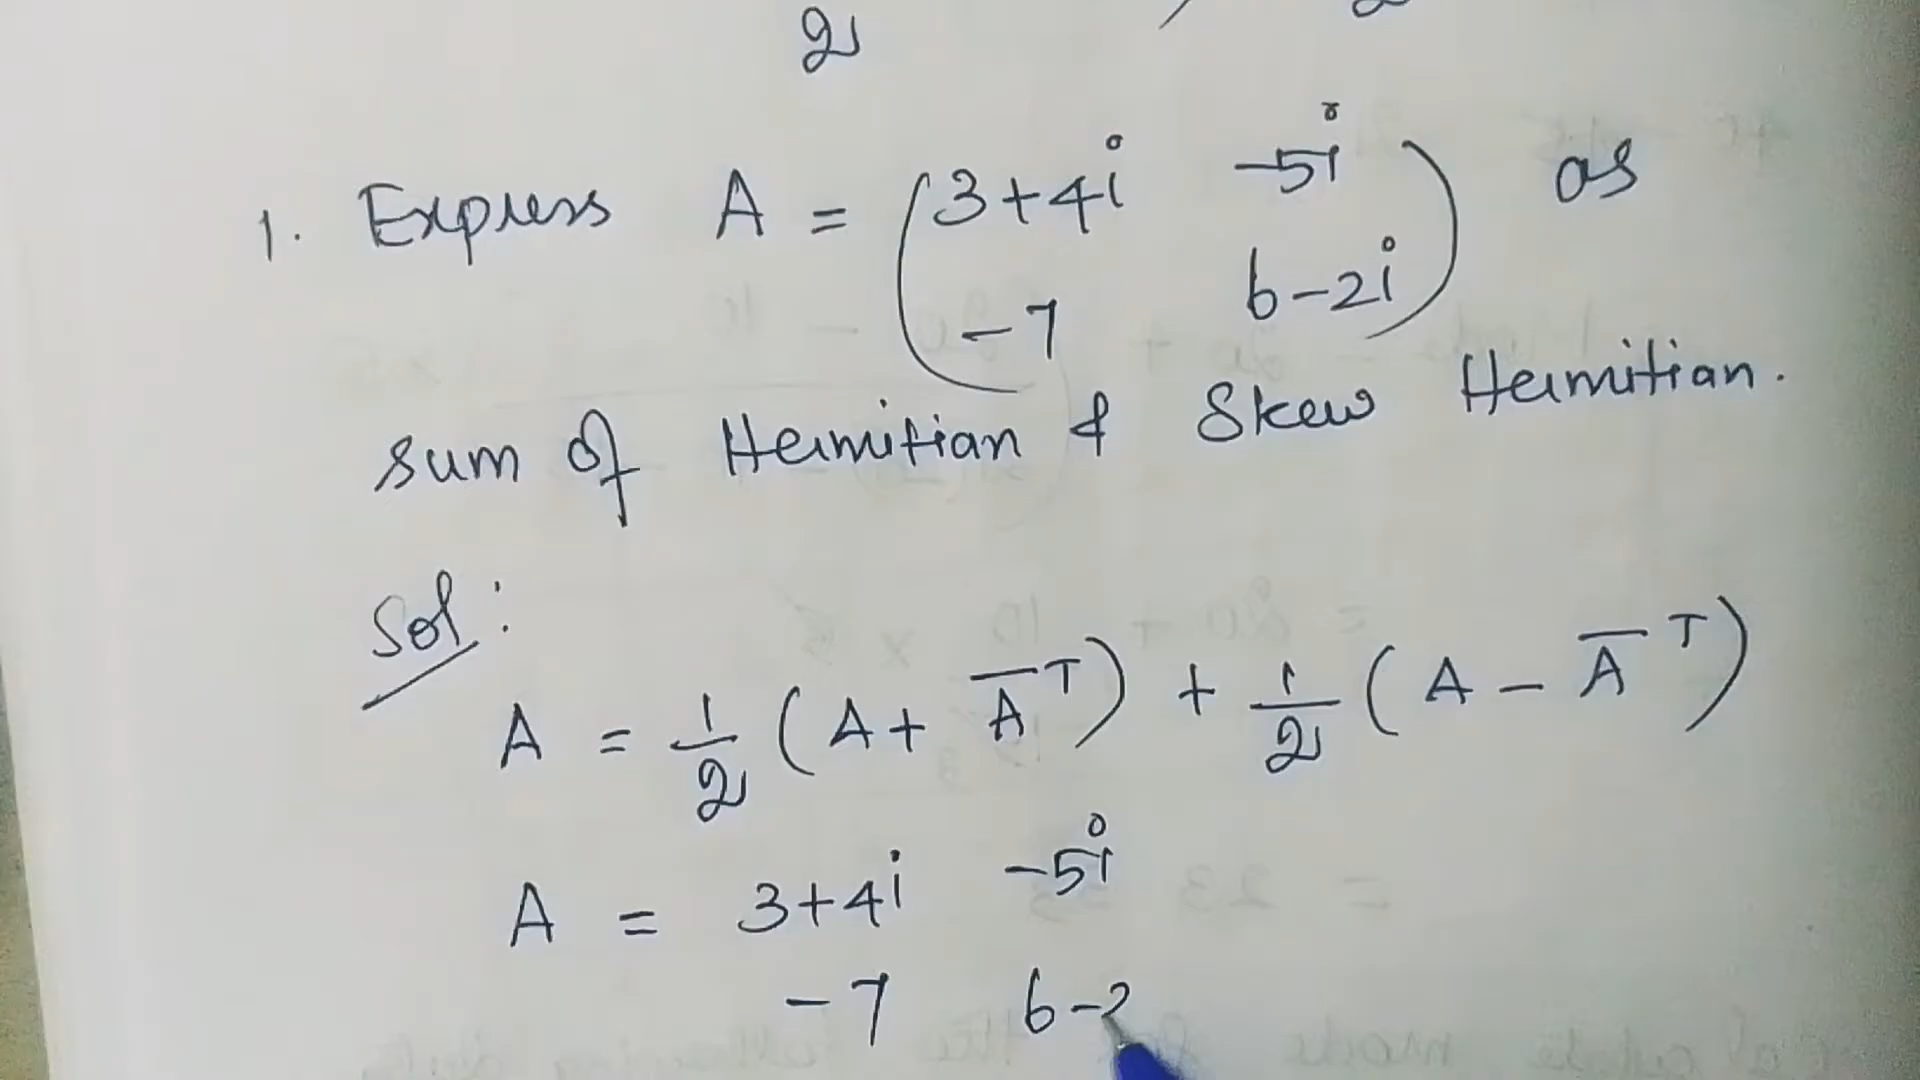 2
1. Express A = (3+4i -5i
-7 6-2i) as
sum of Hermitian & Skew Hermitian.
Sol:
A = 1/2 (A + A̅ᵀ) + 1/2 (A - A̅ᵀ)
A = 3+4i -5i
-7 6-2